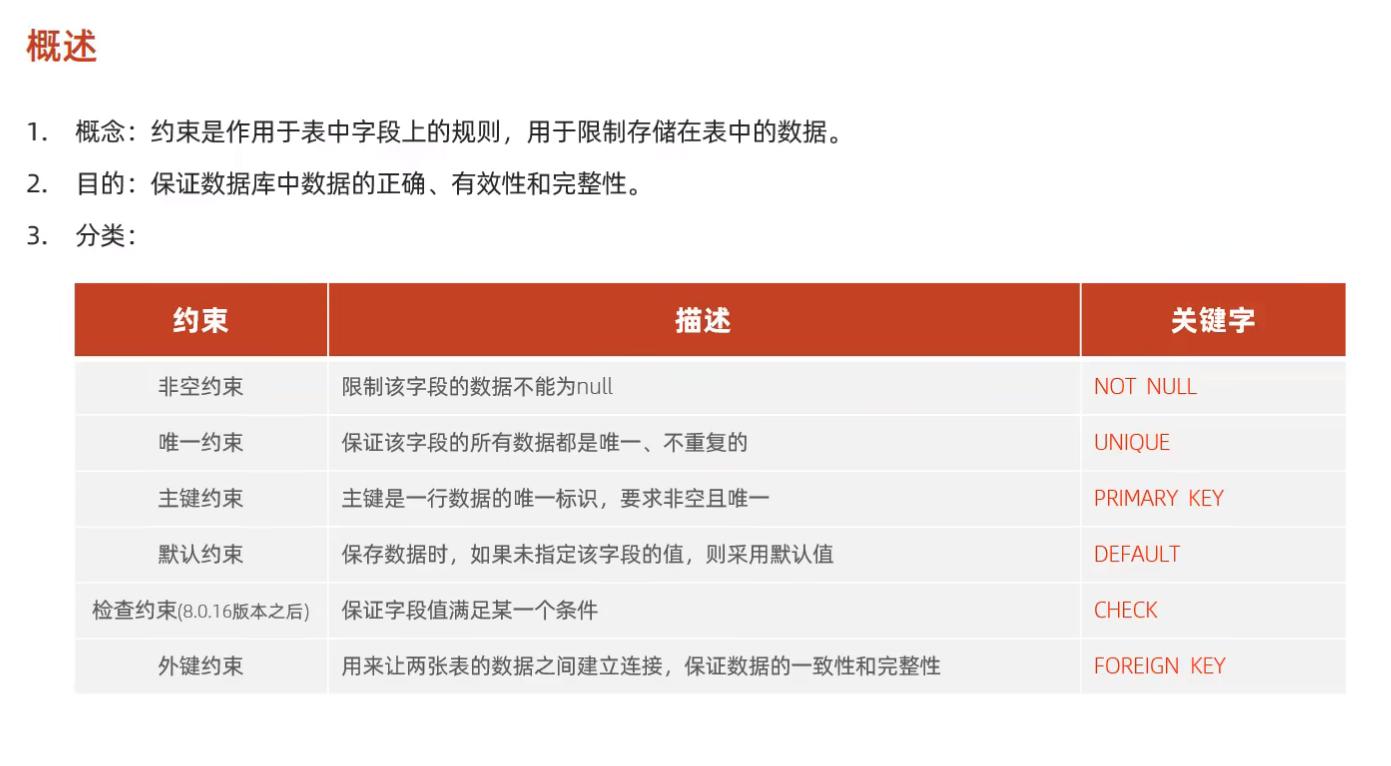 概述
1. 概念：约束是作用于表中字段上的规则，用于限制存储在表中的数据。
2. 目的：保证数据库中数据的正确、有效性和完整性。
3. 分类：
约束 描述 关键字
非空约束 限制该字段的数据不能为null NOT NULL
唯一约束 保证该字段的所有数据都是唯一、不重复的 UNIQUE
主键约束 主键是一行数据的唯一标识，要求非空且唯一 PRIMARY KEY
默认约束 保存数据时，如果未指定该字段的值，则采用默认值 DEFAULT
检查约束(8.0.16版本之后) 保证字段值满足某一个条件 CHECK
外键约束 用来让两张表的数据之间建立连接，保证数据的一致性和完整性 FOREIGN KEY